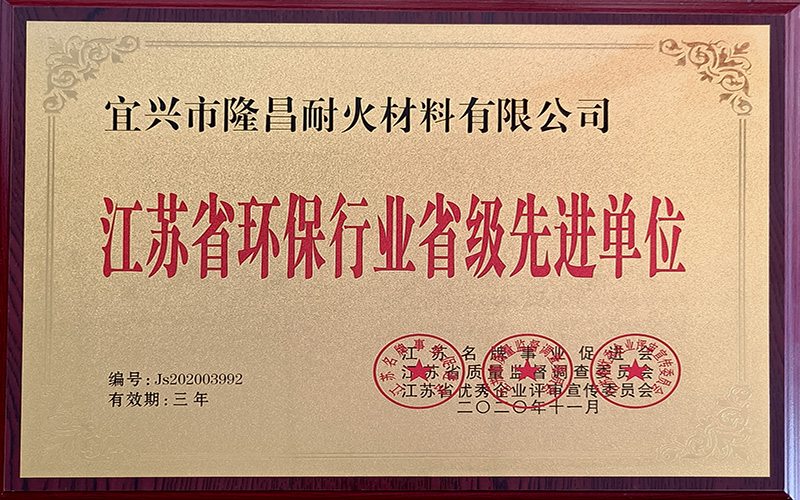 宜兴市隆昌耐火材料有限公司
江苏省环保行业省级先进单位
编号:Js202003992
有效期:三年
江苏名牌事业促进会
江苏省质量监督调查委员会
江苏省优秀企业评审宣传委员会
二〇二〇年十一月